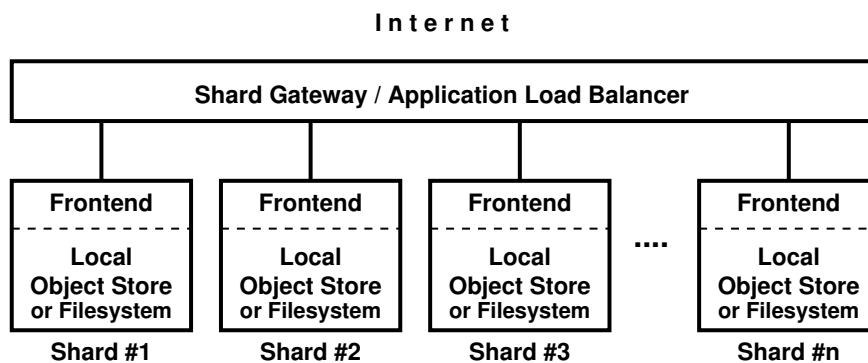 Internet
Shard Gateway / Application Load Balancer
Frontend
Local
Object Store
or Filesystem
Shard #1
Frontend
Local
Object Store
or Filesystem
Shard #2
Frontend
Local
Object Store
or Filesystem
Shard #3
....
Frontend
Local
Object Store
or Filesystem
Shard #n